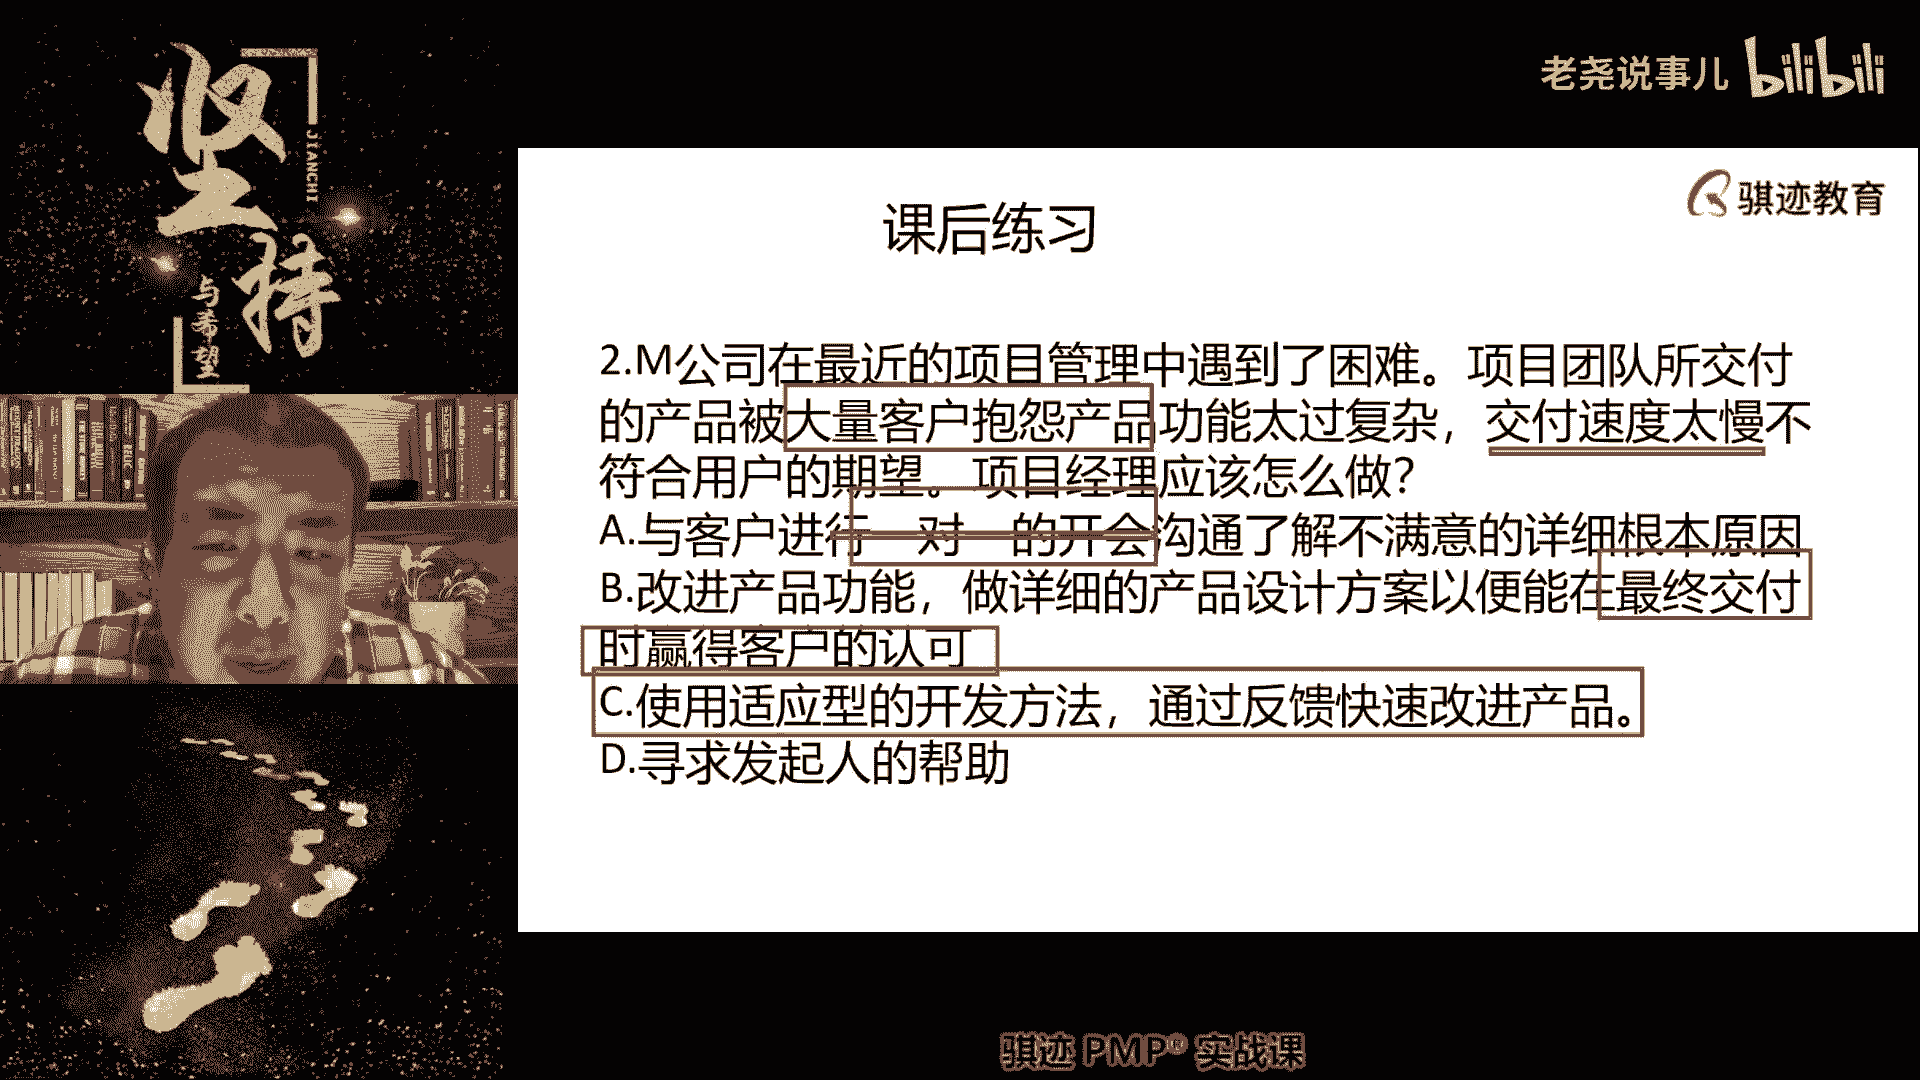 坚持
JIANCHI
与希望
老尧说事儿 bilibili
骐迹教育
课后练习
2.M公司在最近的项目管理中遇到了困难。项目团队所交付
的产品被大量客户抱怨产品功能太过复杂，交付速度太慢不
符合用户的期望。项目经理应该怎么做?
A.与客户进行一对一的开会沟通了解不满意的详细根本原因
B.改进产品功能，做详细的产品设计方案以便能在最终交付
时赢得客户的认可
C.使用适应型的开发方法，通过反馈快速改进产品。
D.寻求发起人的帮助
骐迹 PMP® 实战课